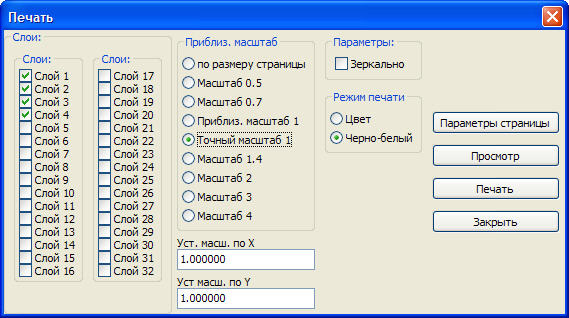 Печать
Слои:
Слои:
Слой 1
Слой 2
Слой 3
Слой 4
Слой 5
Слой 6
Слой 7
Слой 8
Слой 9
Слой 10
Слой 11
Слой 12
Слой 13
Слой 14
Слой 15
Слой 16
Слои:
Слой 17
Слой 18
Слой 19
Слой 20
Слой 21
Слой 22
Слой 23
Слой 24
Слой 25
Слой 26
Слой 27
Слой 28
Слой 29
Слой 30
Слой 31
Слой 32
Приблиз. масштаб
по размеру страницы
Масштаб 0.5
Масштаб 0.7
Приблиз. масштаб 1
Точный масштаб 1
Масштаб 1.4
Масштаб 2
Масштаб 3
Масштаб 4
Уст. масш. по X
1.000000
Уст масш. по Y
1.000000
Параметры:
Зеркально
Режим печати
Цвет
Черно-белый
Параметры страницы
Просмотр
Печать
Закрыть